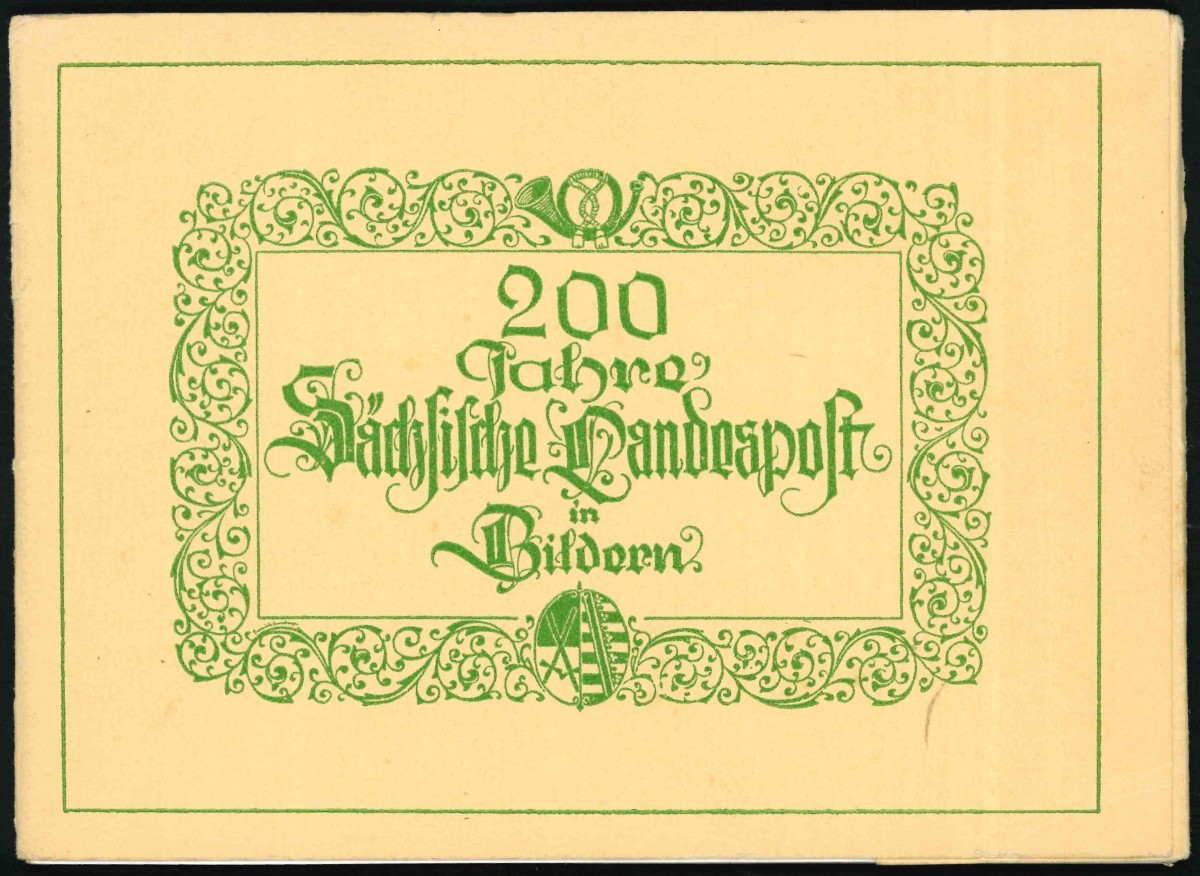 200
Jahre
Sächsische Landespost
in
Bildern